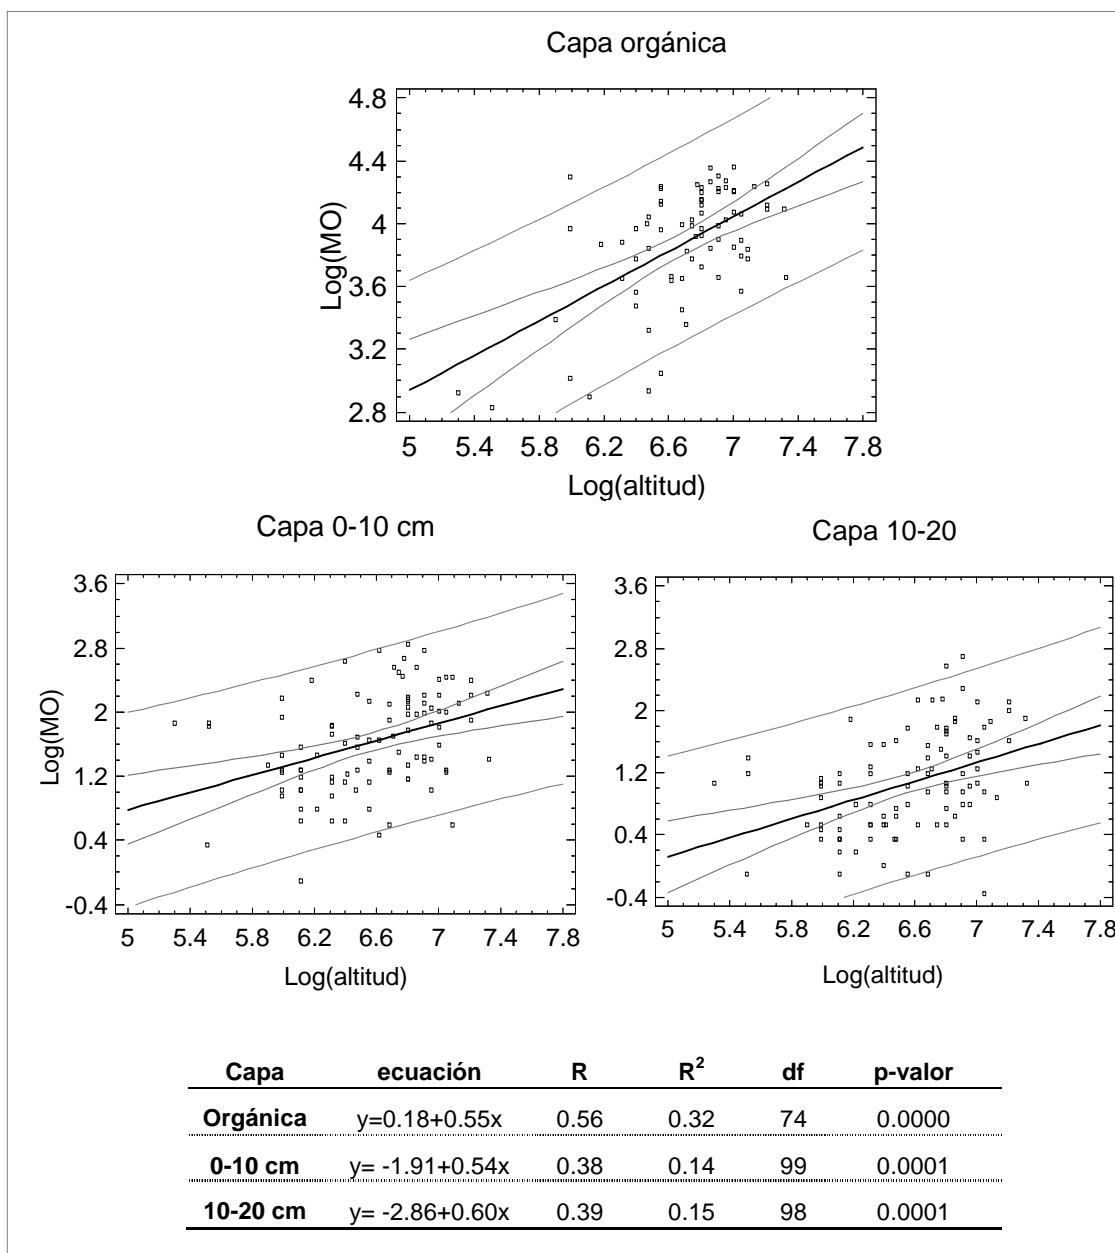 Capa orgánica
4.8
4.4
4
3.6
3.2
2.8
Log(MO)
5 5.4 5.8 6.2 6.6 7 7.4 7.8
Log(altitud)
Capa 0-10 cm
3.6
2.8
2
1.2
0.4
-0.4
Log(MO)
5 5.4 5.8 6.2 6.6 7 7.4 7.8
Log(altitud)
Capa 10-20
3.6
2.8
2
1.2
0.4
-0.4
5 5.4 5.8 6.2 6.6 7 7.4 7.8
Log(altitud)
Capa ecuación R R² df p-valor
Orgánica y=0.18+0.55x 0.56 0.32 74 0.0000
0-10 cm y= -1.91+0.54x 0.38 0.14 99 0.0001
10-20 cm y= -2.86+0.60x 0.39 0.15 98 0.0001